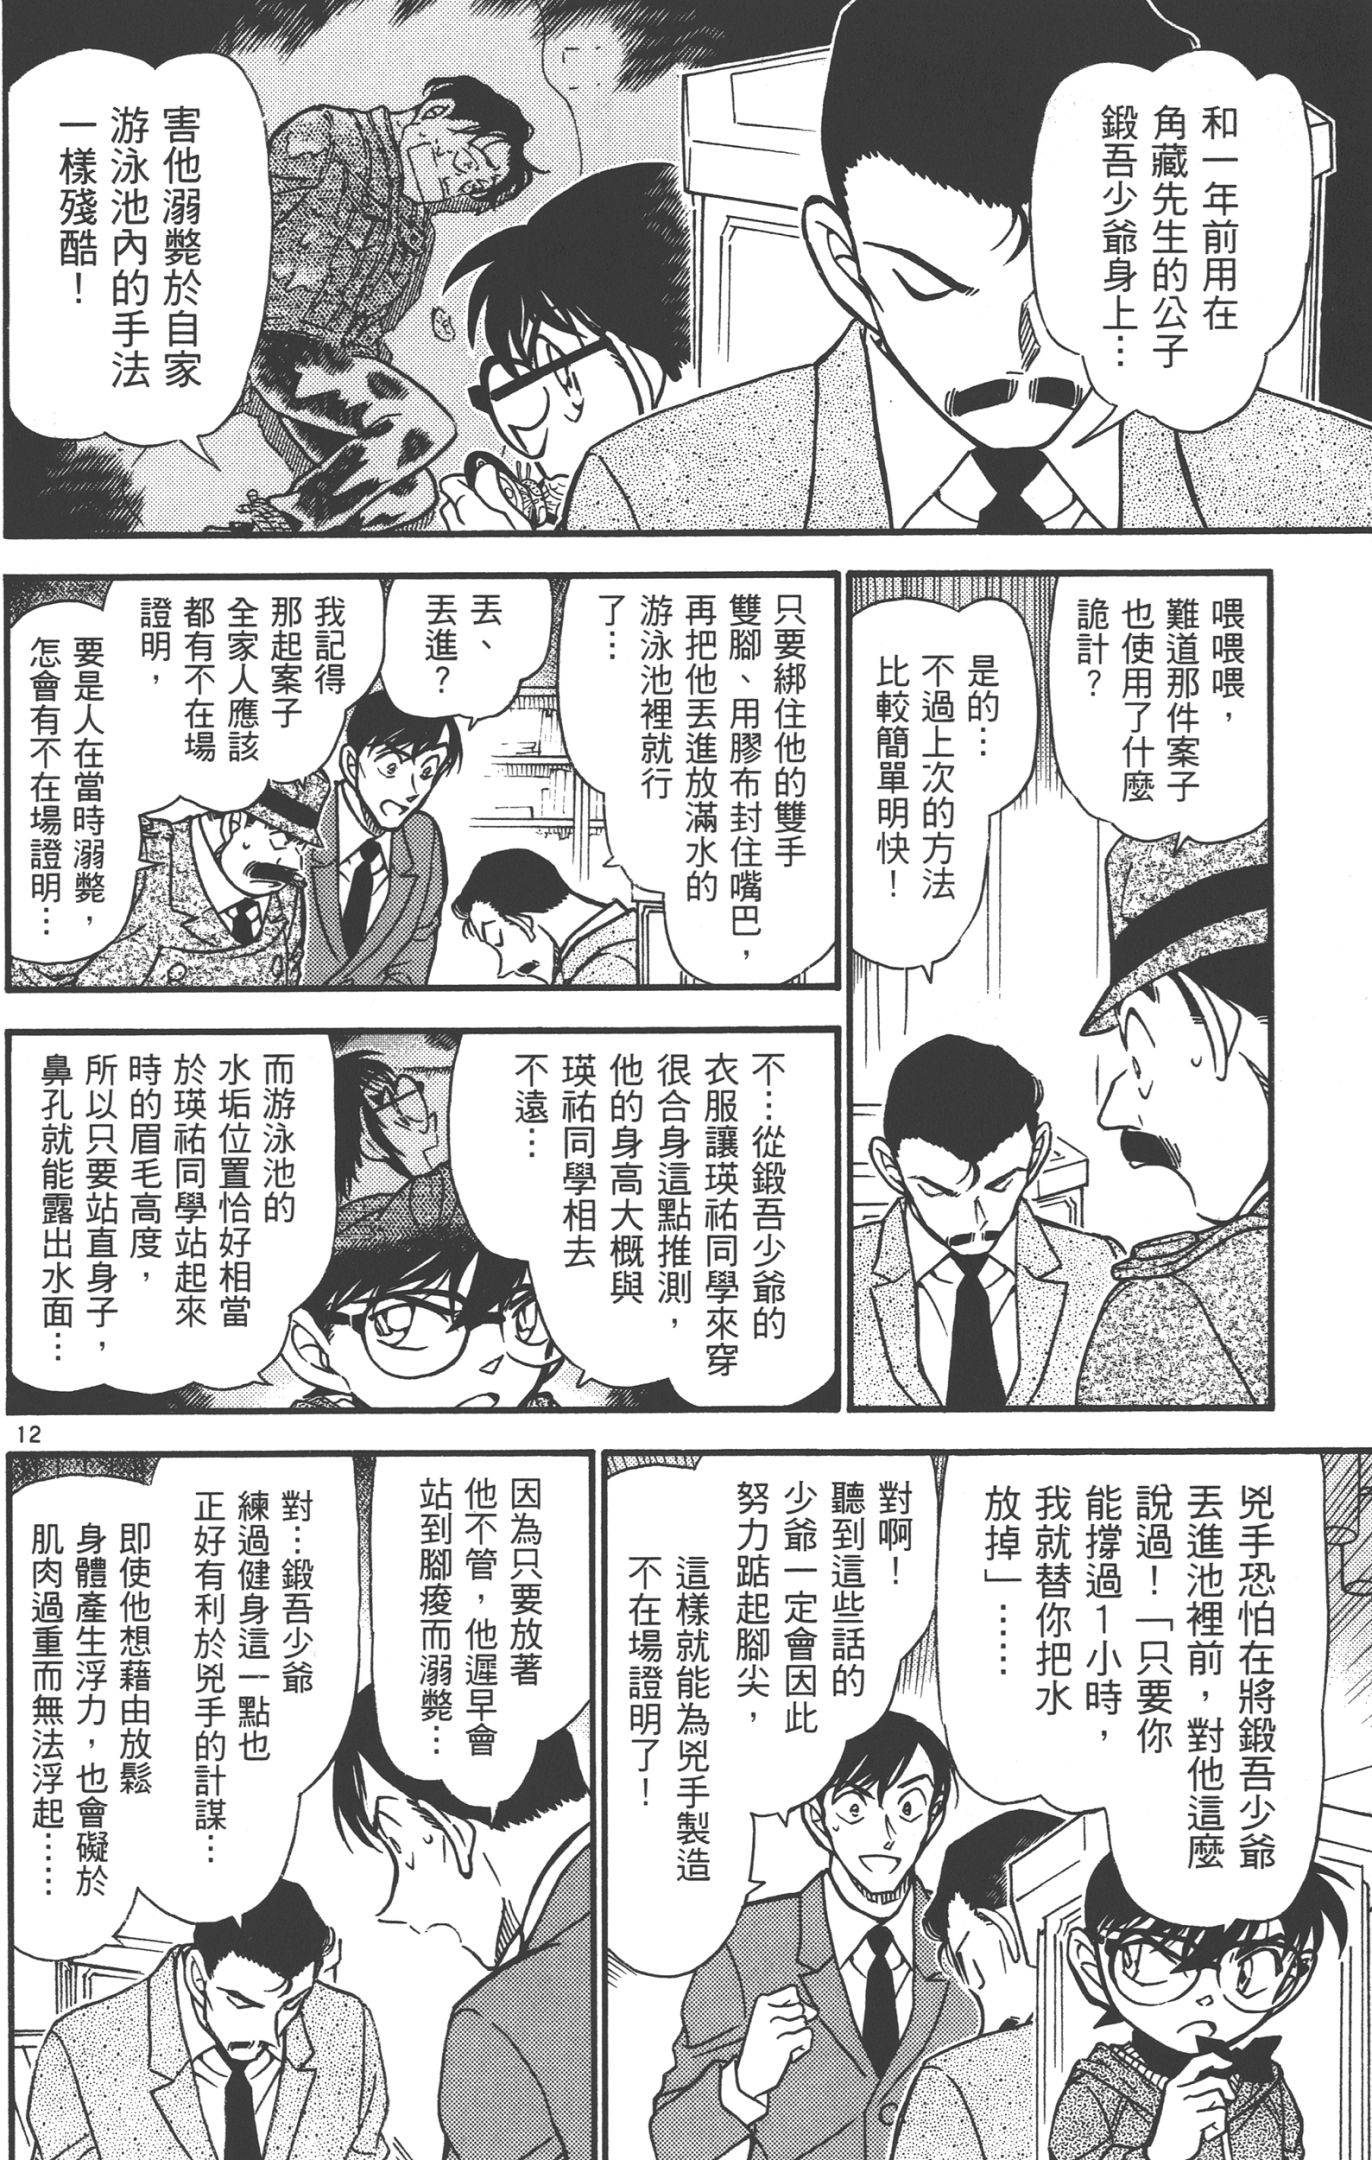 和一年前用在
角藏先生的公子
鍛吾少爺身上…
害他溺斃於自家
游泳池內的手法
一樣殘酷！
喂喂喂，
難道那件案子
也使用了什麼
詭計？
是的…
不過上次的方法
比較簡單明快！
只要綁住他的雙手
雙腳、用膠布封住嘴巴，
再把他丟進放滿水的
游泳池裡就行
了…
丟、
丟進？
我記得
那起案子
全家人應該
都有不在場
證明，
要是人在當時溺斃，
怎會有不在場證明…
不…從鍛吾少爺的
衣服讓瑛祐同學來穿
很合身這點推測，
他的身高大概與
瑛祐同學相去
不遠…
而游泳池的
水垢位置恰好相當
於瑛祐同學站起來
時的眉毛高度，
所以只要站直身子，
鼻孔就能露出水面…
12
兇手恐怕在將鍛吾少爺
丟進池裡前，對他這麼
說過！「只要你
能撐過1小時，
我就替你把水
放掉」……
對啊！
聽到這些話的
少爺一定會因此
努力踮起腳尖，
這樣就能為兇手製造
不在場證明了！
因為只要放著
他不管，他遲早會
站到腳痠而溺斃…
對…鍛吾少爺
練過健身這一點也
正好有利於兇手的計謀…
即使他想藉由放鬆
身體產生浮力，也會礙於
肌肉過重而無法浮起……